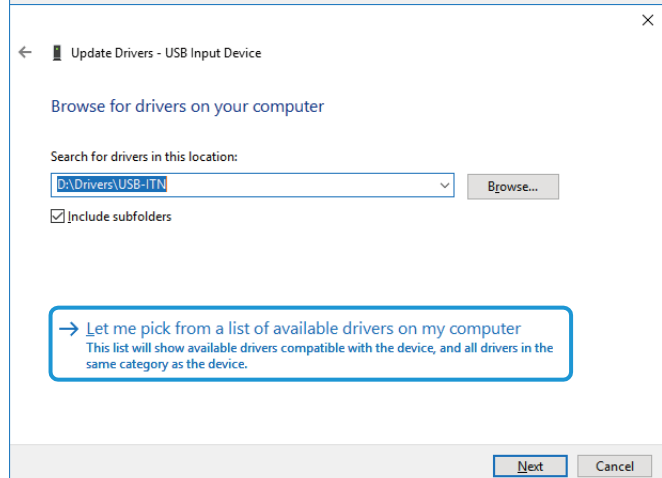 Update Drivers - USB Input Device
Browse for drivers on your computer
Search for drivers in this location:
D:\Drivers\USB-ITN
Browse...
Include subfolders
Let me pick from a list of available drivers on my computer
This list will show available drivers compatible with the device, and all drivers in the
same category as the device.
Next
Cancel